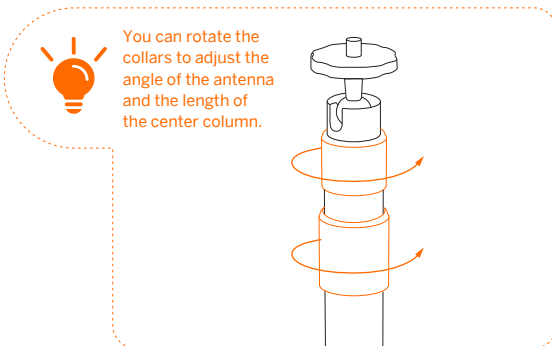 You can rotate the
collars to adjust the
angle of the antenna
and the length of
the center column.